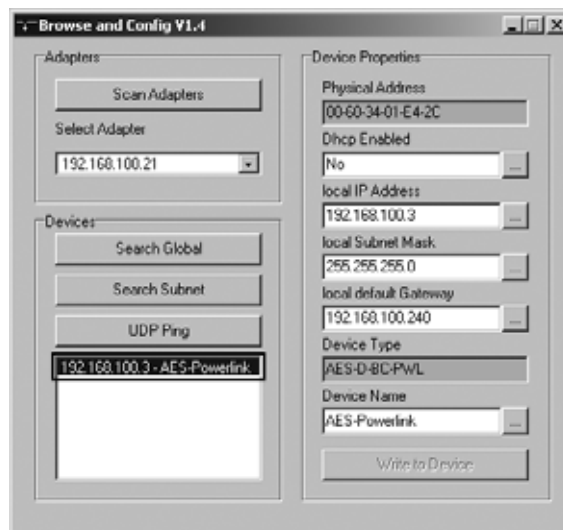 Browse and Config V1.4
Adapters
Scan Adapters
Select Adapter
192.168.100.21
Devices
Search Global
Search Subnet
UDP Ping
192.168.100.3 - AES-Powerlink
Device Properties
Physical Address
00-60-34-01-E4-2C
Dhcp Enabled
No
...
local IP Address
192.168.100.3
...
local Subnet Mask
255.255.255.0
...
local default Gateway
192.168.100.240
...
Device Type
AES-D-BC-PWL
Device Name
AES-Powerlink
...
Write to Device